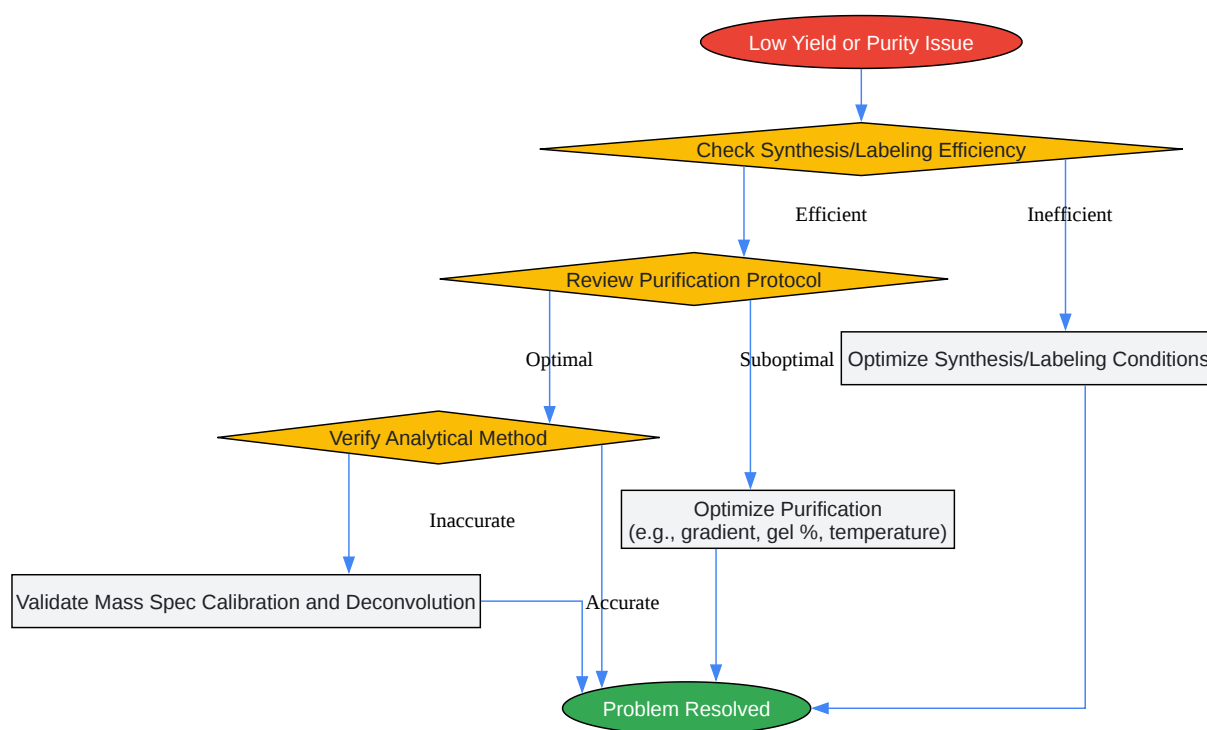 Low Yield or Purity Issue
Check Synthesis/Labeling Efficiency
Efficient
Inefficient
Review Purification Protocol
Optimal
Suboptimal
Optimize Synthesis/Labeling Conditions
Verify Analytical Method
Optimize Purification
(e.g., gradient, gel %, temperature)
Inaccurate
Validate Mass Spec Calibration and Deconvolution
Accurate
Problem Resolved